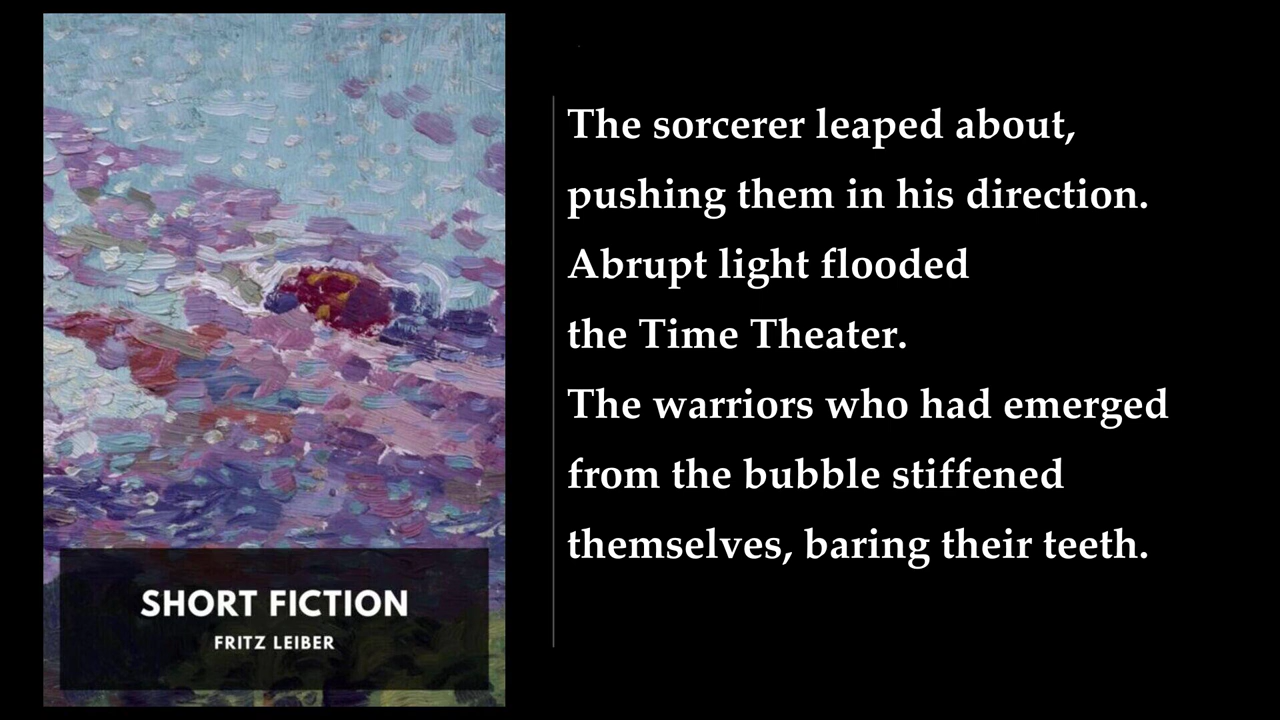 The sorcerer leaped about,
pushing them in his direction.
Abrupt light flooded
the Time Theater.
The warriors who had emerged
from the bubble stiffened
themselves, baring their teeth.
SHORT FICTION
FRITZ LEIBER